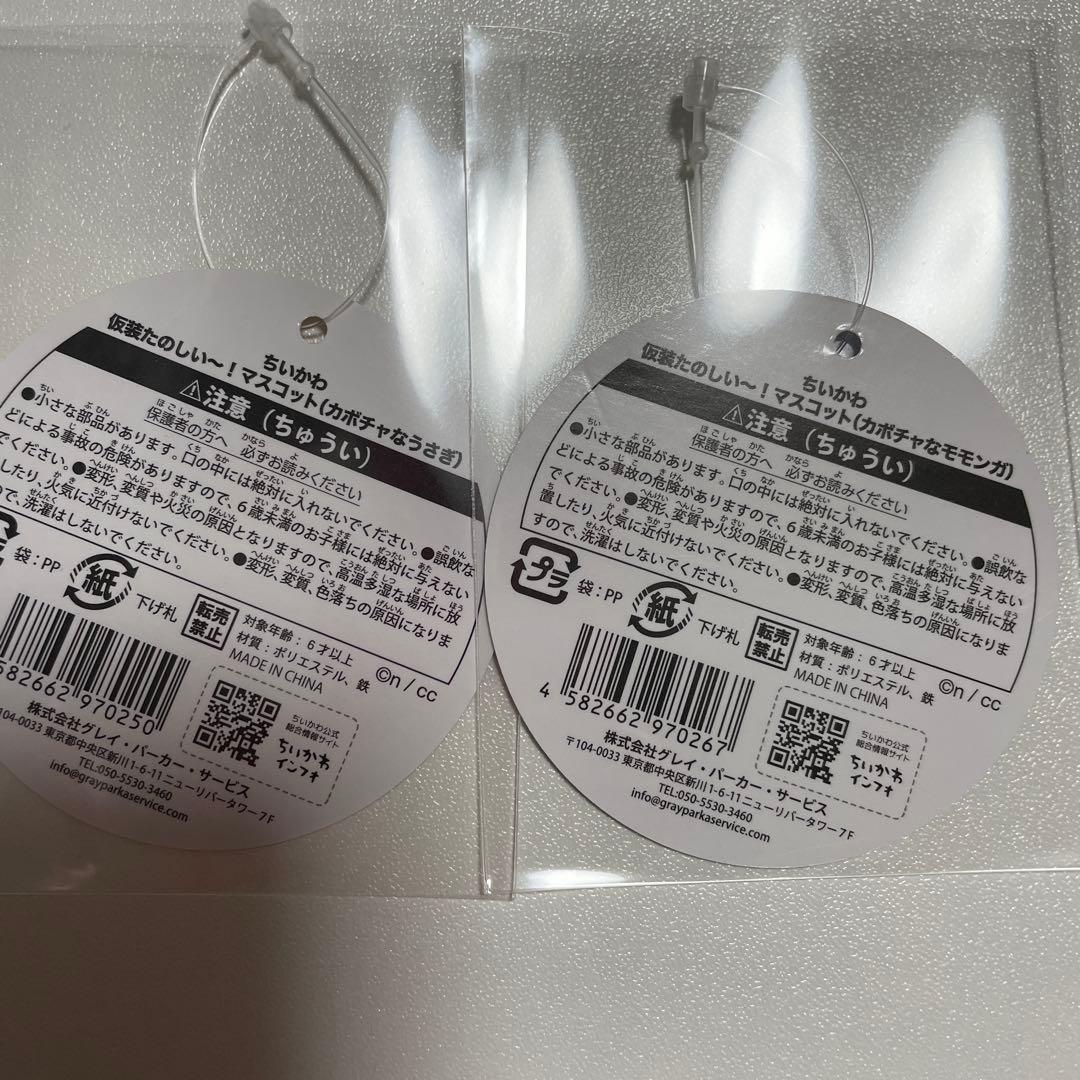 ちいかわ
仮装たのしい〜！マスコット(カボチャなうさぎ)
⚠注意（ちゅうい）
保護者の方へ 必ずお読みください
ほごしゃ かた かなら よ
●小さな部品があります。口の中には絶対に入れないでください。●誤飲な
どによる事故の危険がありますので、6歳未満のお子様には絶対に与えない
でください。●変形、変質や火災の原因となりますので、高温多湿な場所に放
したり、火気に近付けないでください。●変形、変質、色落ちの原因になりま
ので、洗濯はしないでください。
袋：PP
紙
下げ札
転売
禁止
対象年齢：6才以上
材質：ポリエステル、鉄
MADE IN CHINA
©n / cc
582662 970250
ちいかわ公式
総合情報サイト
ちいかわ
インフォ
株式会社グレイ・パーカー・サービス
104-0033 東京都中央区新川1-6-11ニューリバータワー7F
TEL:050-5530-3460
info@grayparkaservice.com
ちいかわ
仮装たのしい〜！マスコット(カボチャなモモンガ)
⚠注意（ちゅうい）
ほごしゃ かた かなら よ
保護者の方へ 必ずお読みください
●小さな部品があります。口の中には絶対に入れないでください。●誤飲な
どによる事故の危険がありますので、6歳未満のお子様には絶対に与えない
でください。●変形、変質や火災の原因となりますので、高温多湿な場所に放
置したり、火気に近付けないでください。●変形、変質、色落ちの原因になりま
すので、洗濯はしないでください。
プラ
袋：PP
紙
下げ札
転売
禁止
対象年齢：6才以上
材質：ポリエステル、鉄
MADE IN CHINA
©n / cc
4 582662 970267
ちいかわ公式
総合情報サイト
ちいかわ
インフォ
株式会社グレイ・パーカー・サービス
〒104-0033 東京都中央区新川1-6-11ニューリバータワー7F
TEL:050-5530-3460
info@grayparkaservice.com